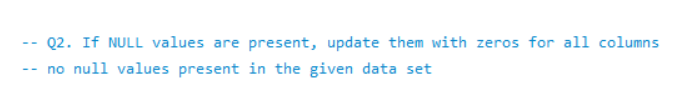 -- Q2. If NULL values are present, update them with zeros for all columns
-- no null values present in the given data set